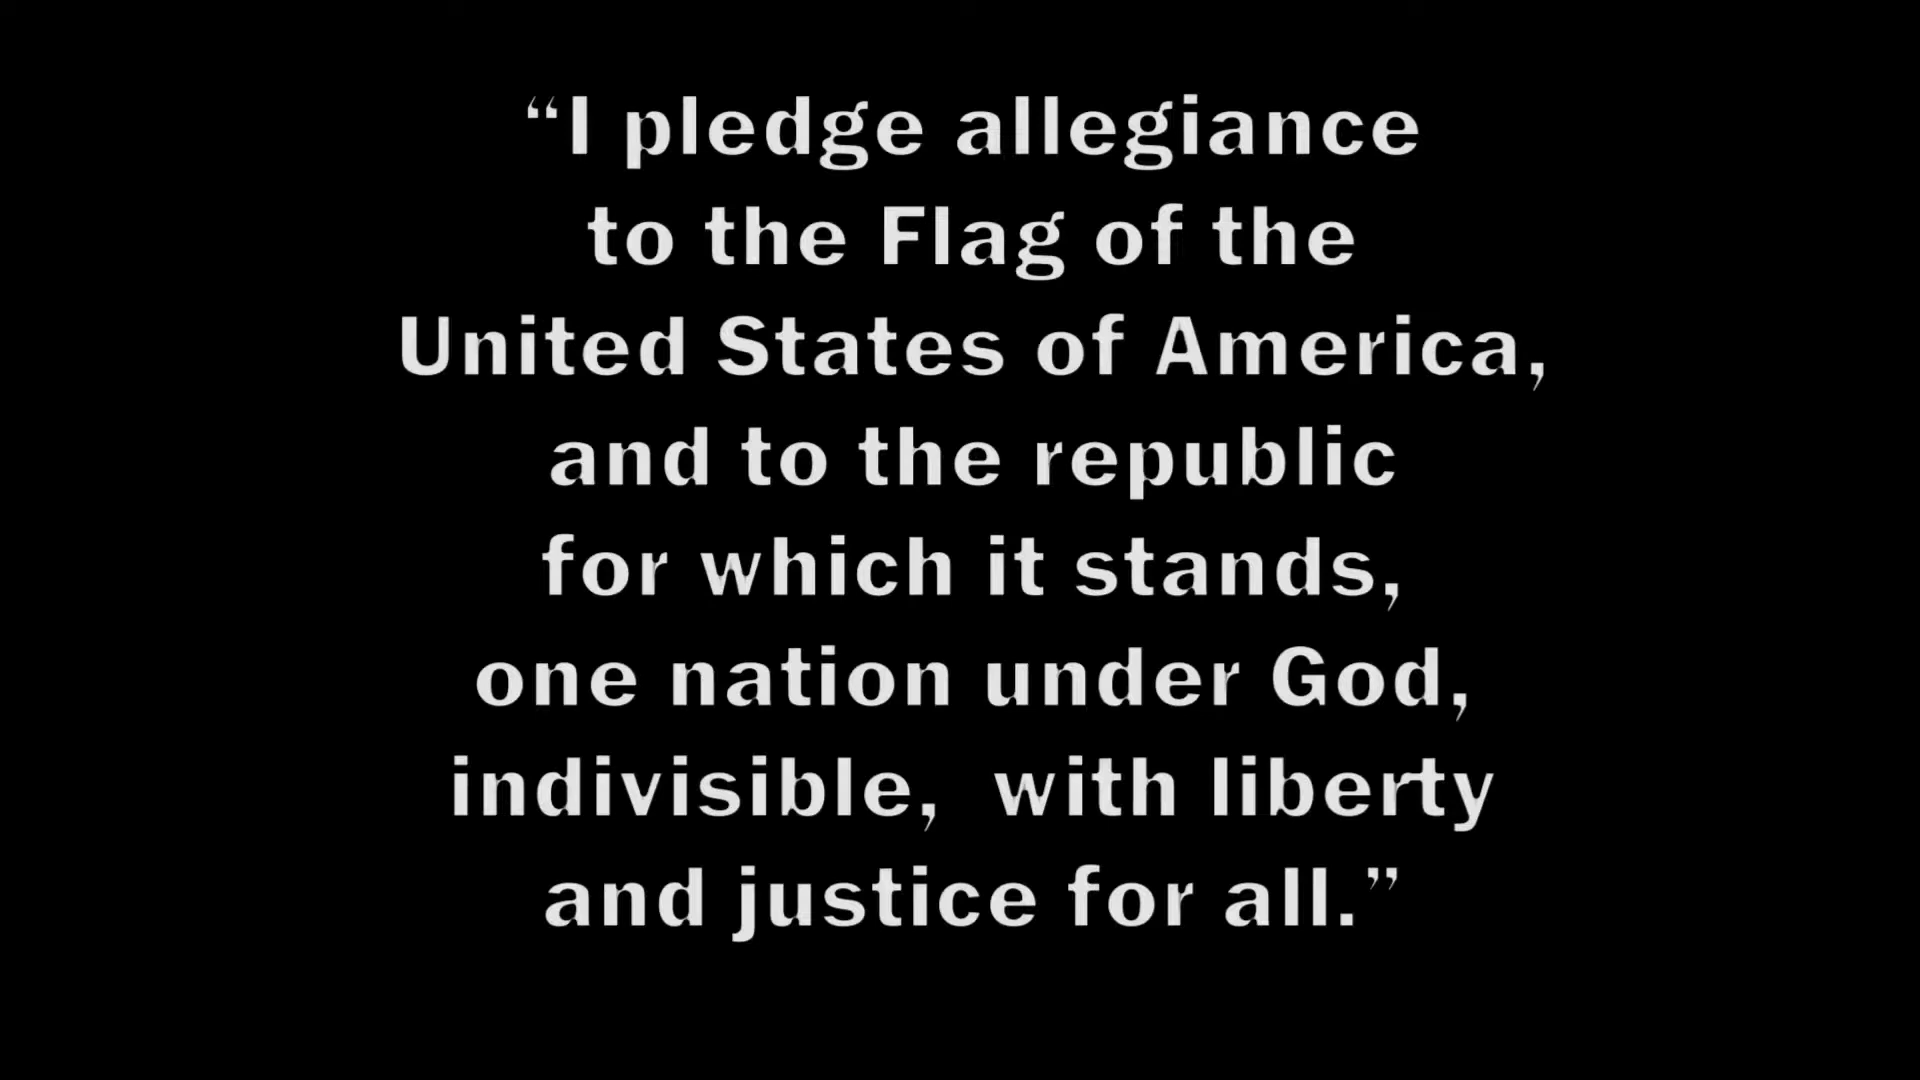 “I pledge allegiance
to the Flag of the
United States of America,
and to the republic
for which it stands,
one nation under God,
indivisible,  with liberty
and justice for all.”